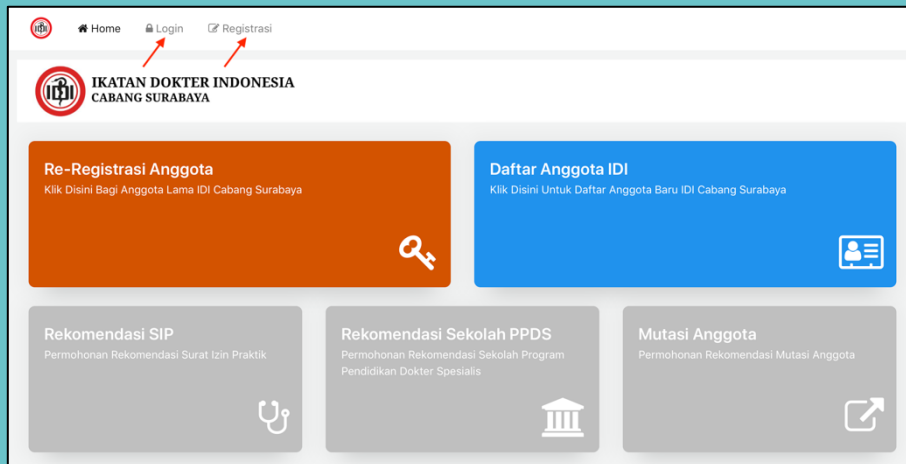 Home Login Registrasi
IKATAN DOKTER INDONESIA
CABANG SURABAYA
Re-Registrasi Anggota
Klik Disini Bagi Anggota Lama IDI Cabang Surabaya
Daftar Anggota IDI
Klik Disini Untuk Daftar Anggota Baru IDI Cabang Surabaya
Rekomendasi SIP
Permohonan Rekomendasi Surat Izin Praktik
Rekomendasi Sekolah PPDS
Permohonan Rekomendasi Sekolah Program
Pendidikan Dokter Spesialis
Mutasi Anggota
Permohonan Rekomendasi Mutasi Anggota